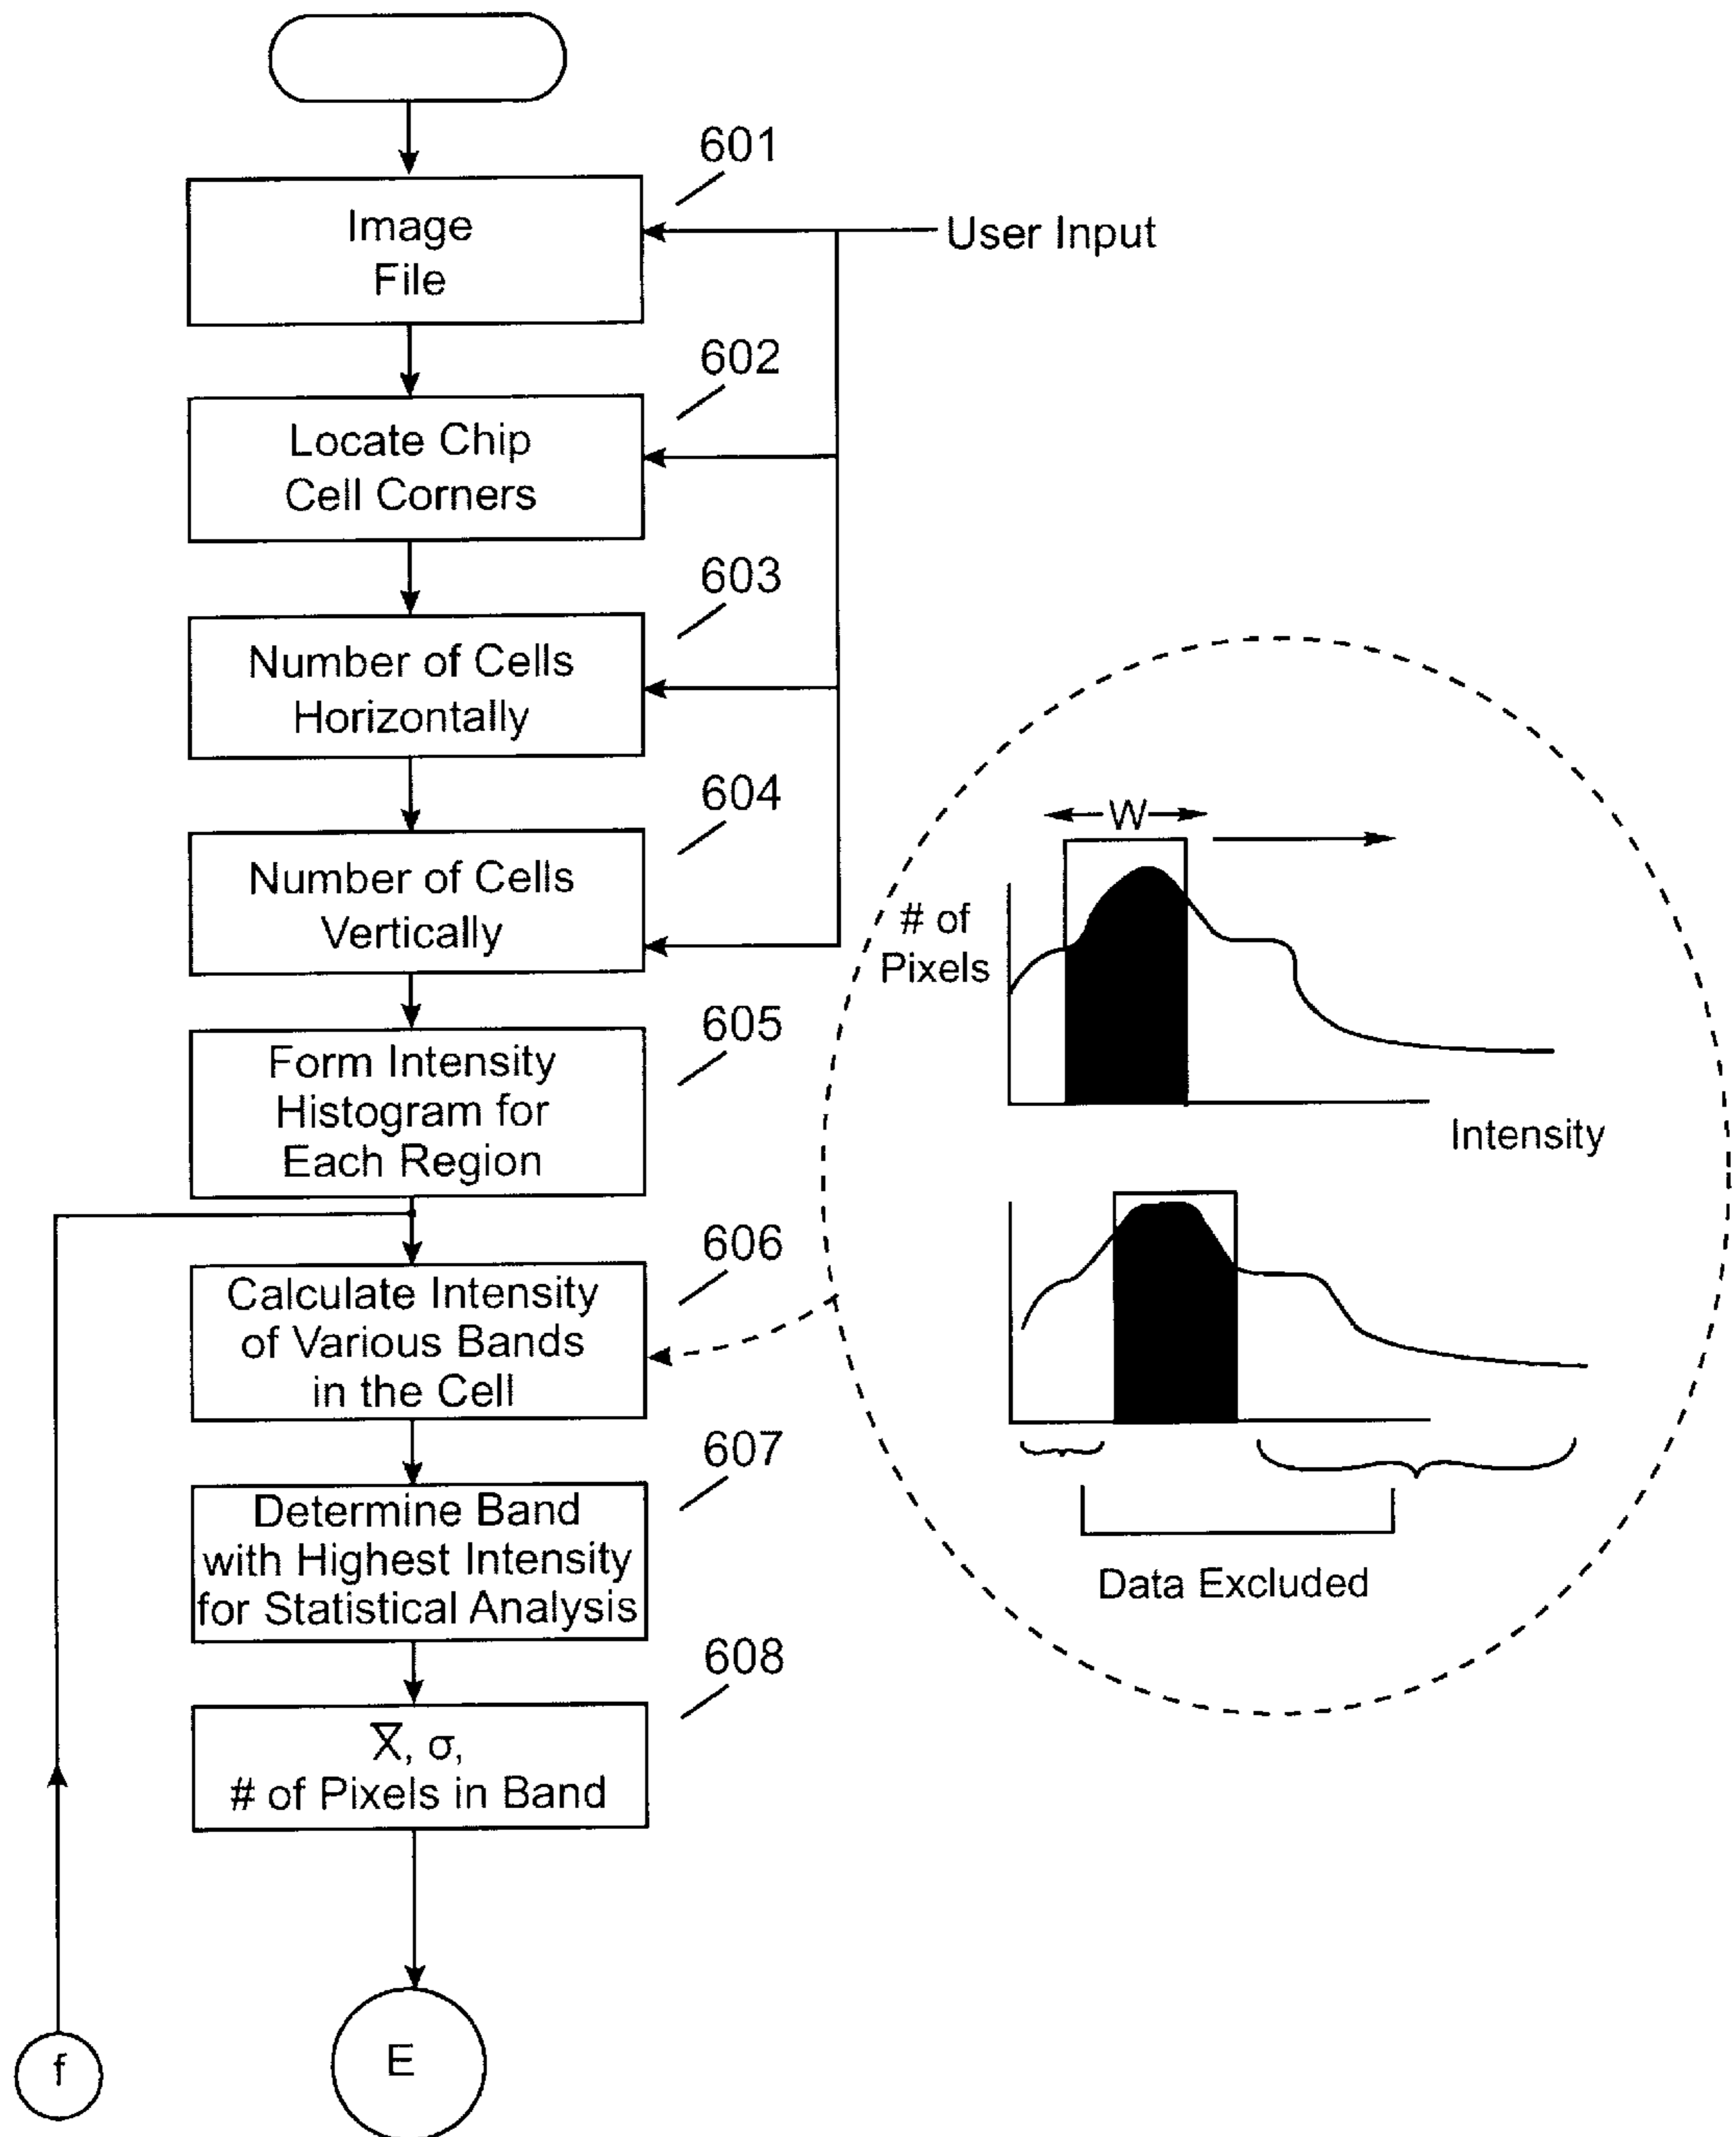 601
Image
File
User Input
602
Locate Chip
Cell Corners
603
Number of Cells
Horizontally
604
Number of Cells
Vertically
605
Form Intensity
Histogram for
Each Region
606
Calculate Intensity
of Various Bands
in the Cell
607
Determine Band
with Highest Intensity
for Statistical Analysis
608
X̅, σ,
# of Pixels in Band
E
f
W
# of
Pixels
Intensity
Data Excluded